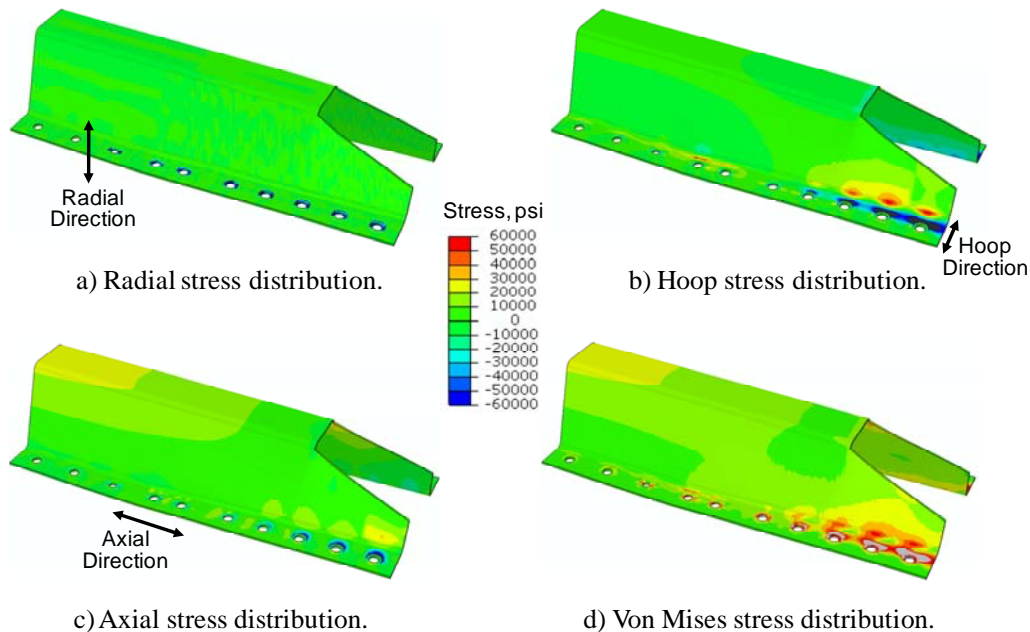 Radial
Direction
a) Radial stress distribution.
Stress, psi
60000
50000
40000
30000
20000
10000
0
-10000
-20000
-30000
-40000
-50000
-60000
Hoop
Direction
b) Hoop stress distribution.
Axial
Direction
c) Axial stress distribution.
d) Von Mises stress distribution.